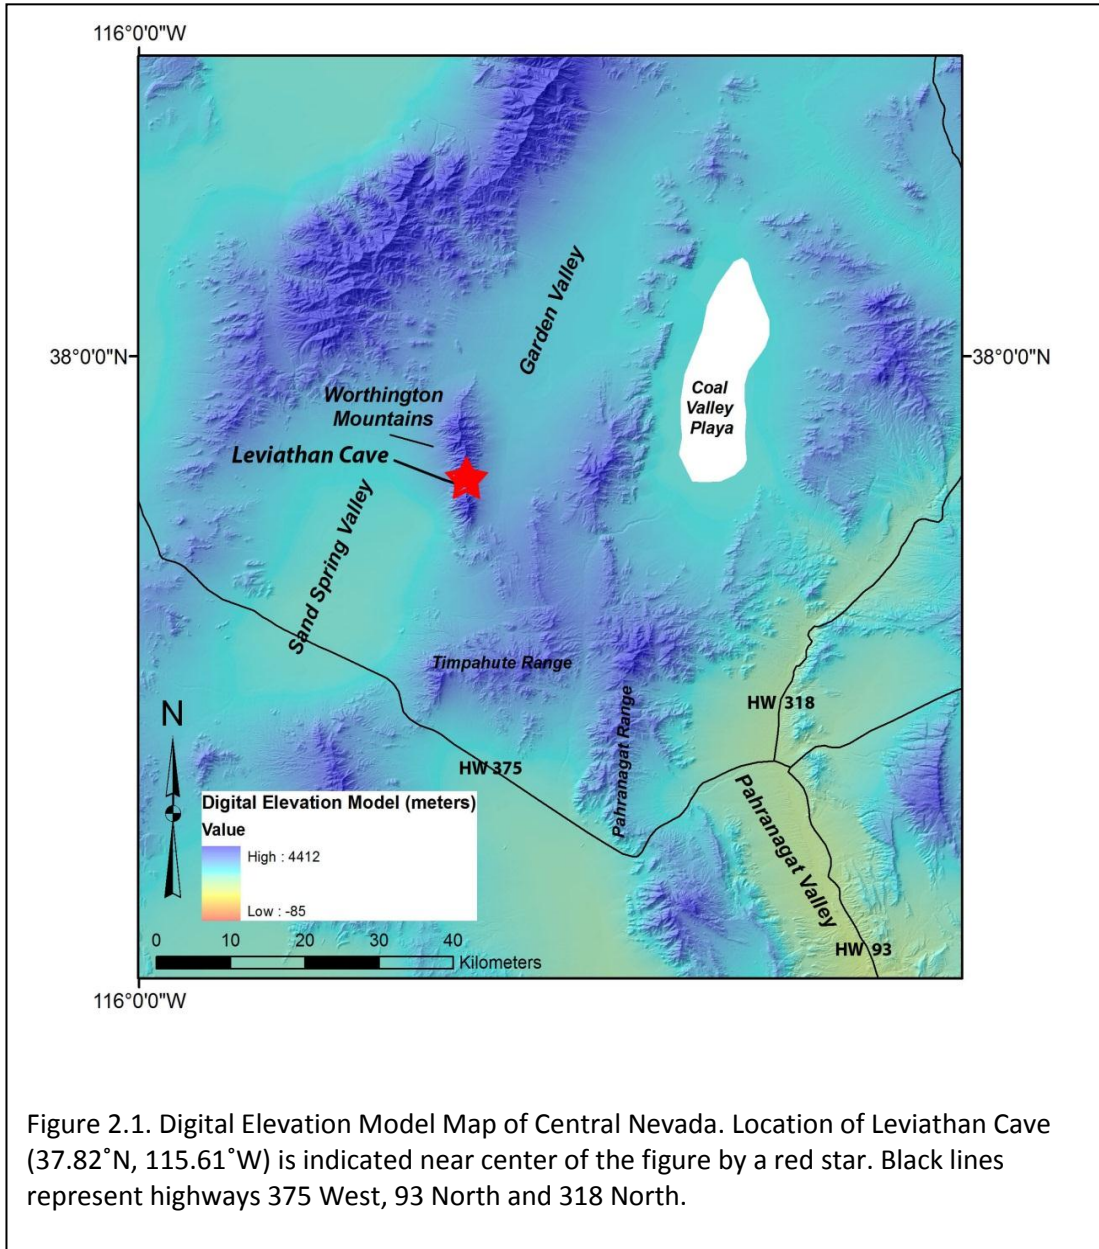 116°0'0"W
38°0'0"N
38°0'0"N
Garden Valley
Worthington
Mountains
Leviathan Cave
Coal
Valley
Playa
Sand Spring Valley
Timpahute Range
Pahranagat Range
HW 318
HW 375
Pahranagat Valley
HW 93
N
Digital Elevation Model (meters)
Value
High : 4412
Low : -85
0 10 20 30 40
Kilometers
116°0'0"W
Figure 2.1. Digital Elevation Model Map of Central Nevada. Location of Leviathan Cave
(37.82˚N, 115.61˚W) is indicated near center of the figure by a red star. Black lines
represent highways 375 West, 93 North and 318 North.